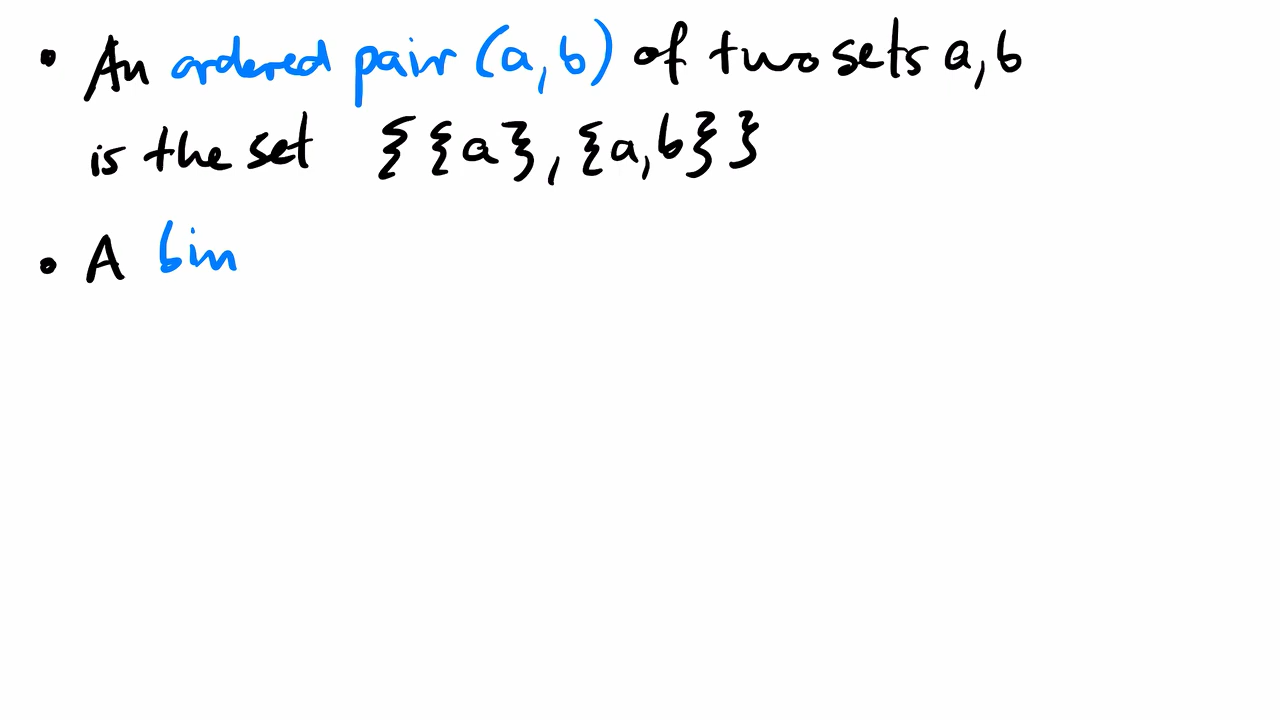 • An ordered pair (a,b) of two sets a,b
is the set {{a},{a,b}}
• A bin